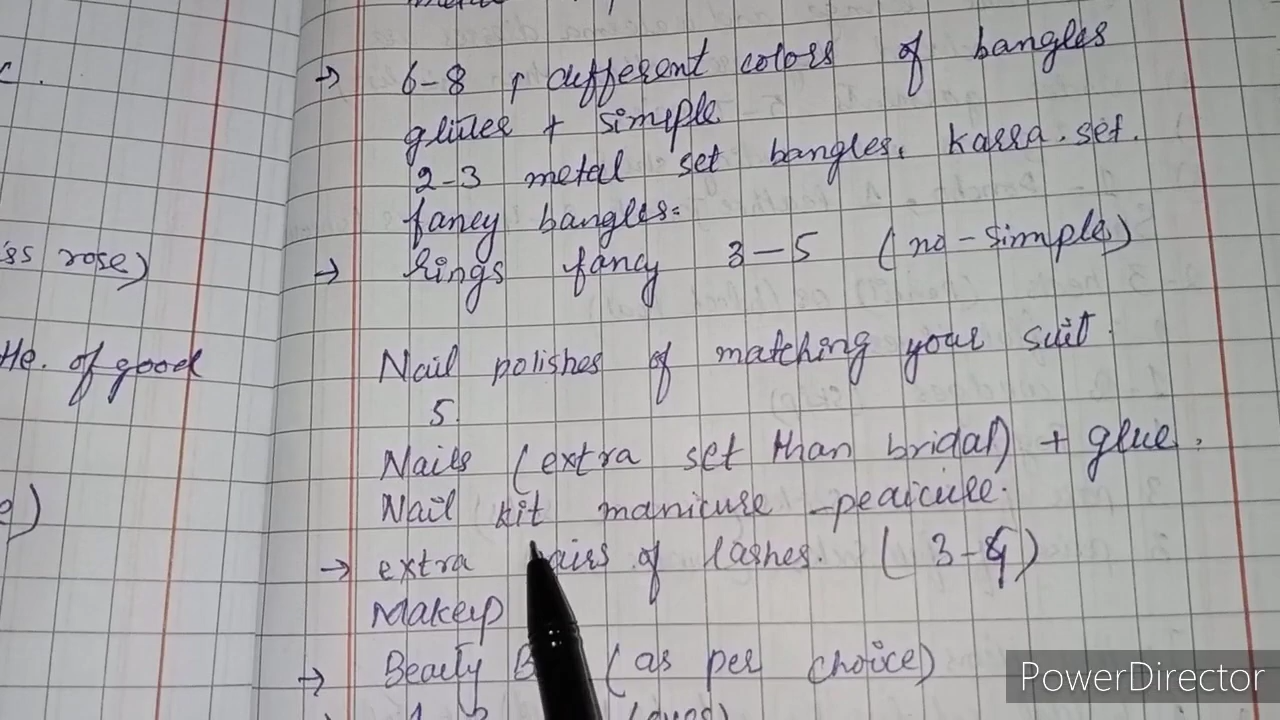 c.
→ 6-8, different colors of bangles
glitter + simple.
2-3 metal set bangles, Karra set.
fancy bangles.
'ss rose)
→ Rings fancy 3-5 (no-simple)
He. of good
Nail polishes of matching your suit.
5.
Nails (extra set than bridal) + glue.
Nail kit manicure - pedicure.
→ extra of lashes. (3-4)
Makeup
→ Beauty (as per choice)
PowerDirector